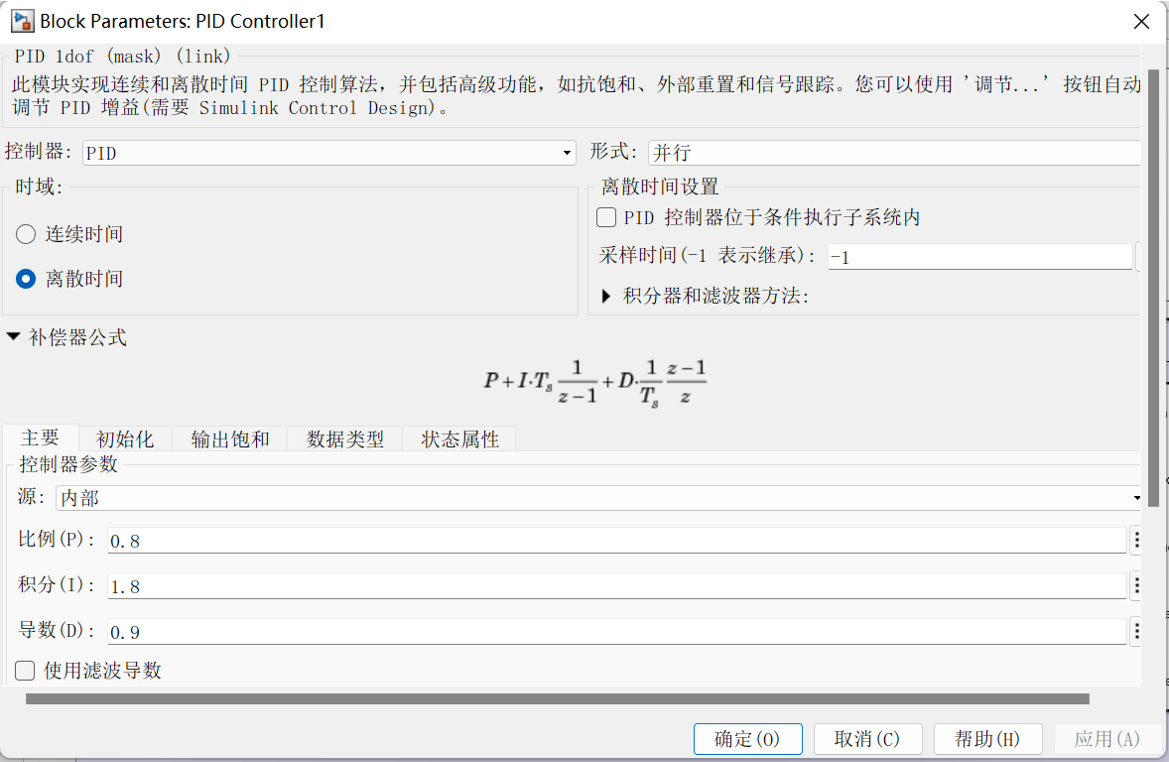 Block Parameters: PID Controller1
PID 1dof (mask) (link)
此模块实现连续和离散时间 PID 控制算法，并包括高级功能，如抗饱和、外部重置和信号跟踪。您可以使用 '调节...' 按钮自动
调节 PID 增益(需要 Simulink Control Design)。
控制器: PID 形式: 并行
时域: 离散时间设置
PID 控制器位于条件执行子系统内
连续时间
采样时间(-1 表示继承): -1
离散时间
积分器和滤波器方法:
补偿器公式
P+I·T_s 1/(z-1) + D· 1/T_s (z-1)/z
主要 初始化 输出饱和 数据类型 状态属性
控制器参数
源: 内部
比例(P): 0.8
积分(I): 1.8
导数(D): 0.9
使用滤波导数
确定(O) 取消(C) 帮助(H) 应用(A)